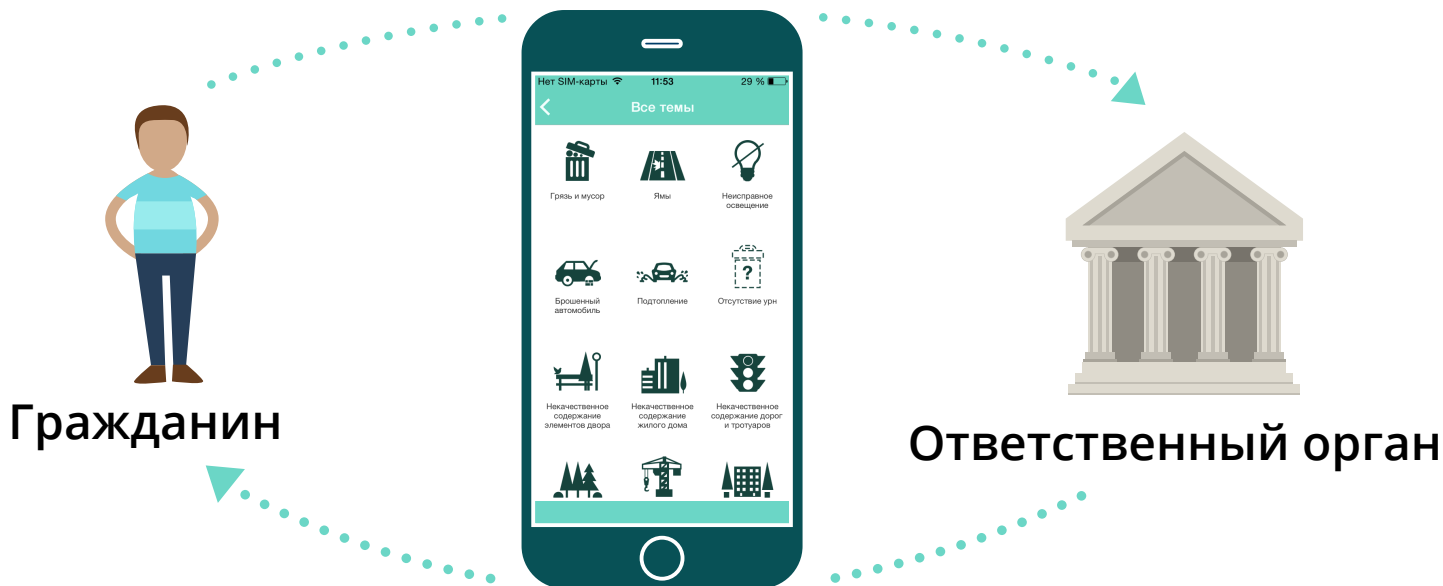 Нет SIM-карты 11:53 29 %
Все темы
Грязь и мусор
Ямы
Неисправное
освещение
Брошенный
автомобиль
Подтопление
?
Отсутствие урн
Некачественное
содержание
элементов двора
Некачественное
содержание
жилого дома
Некачественное
содержание дорог
и тротуаров
Гражданин
Ответственный орган